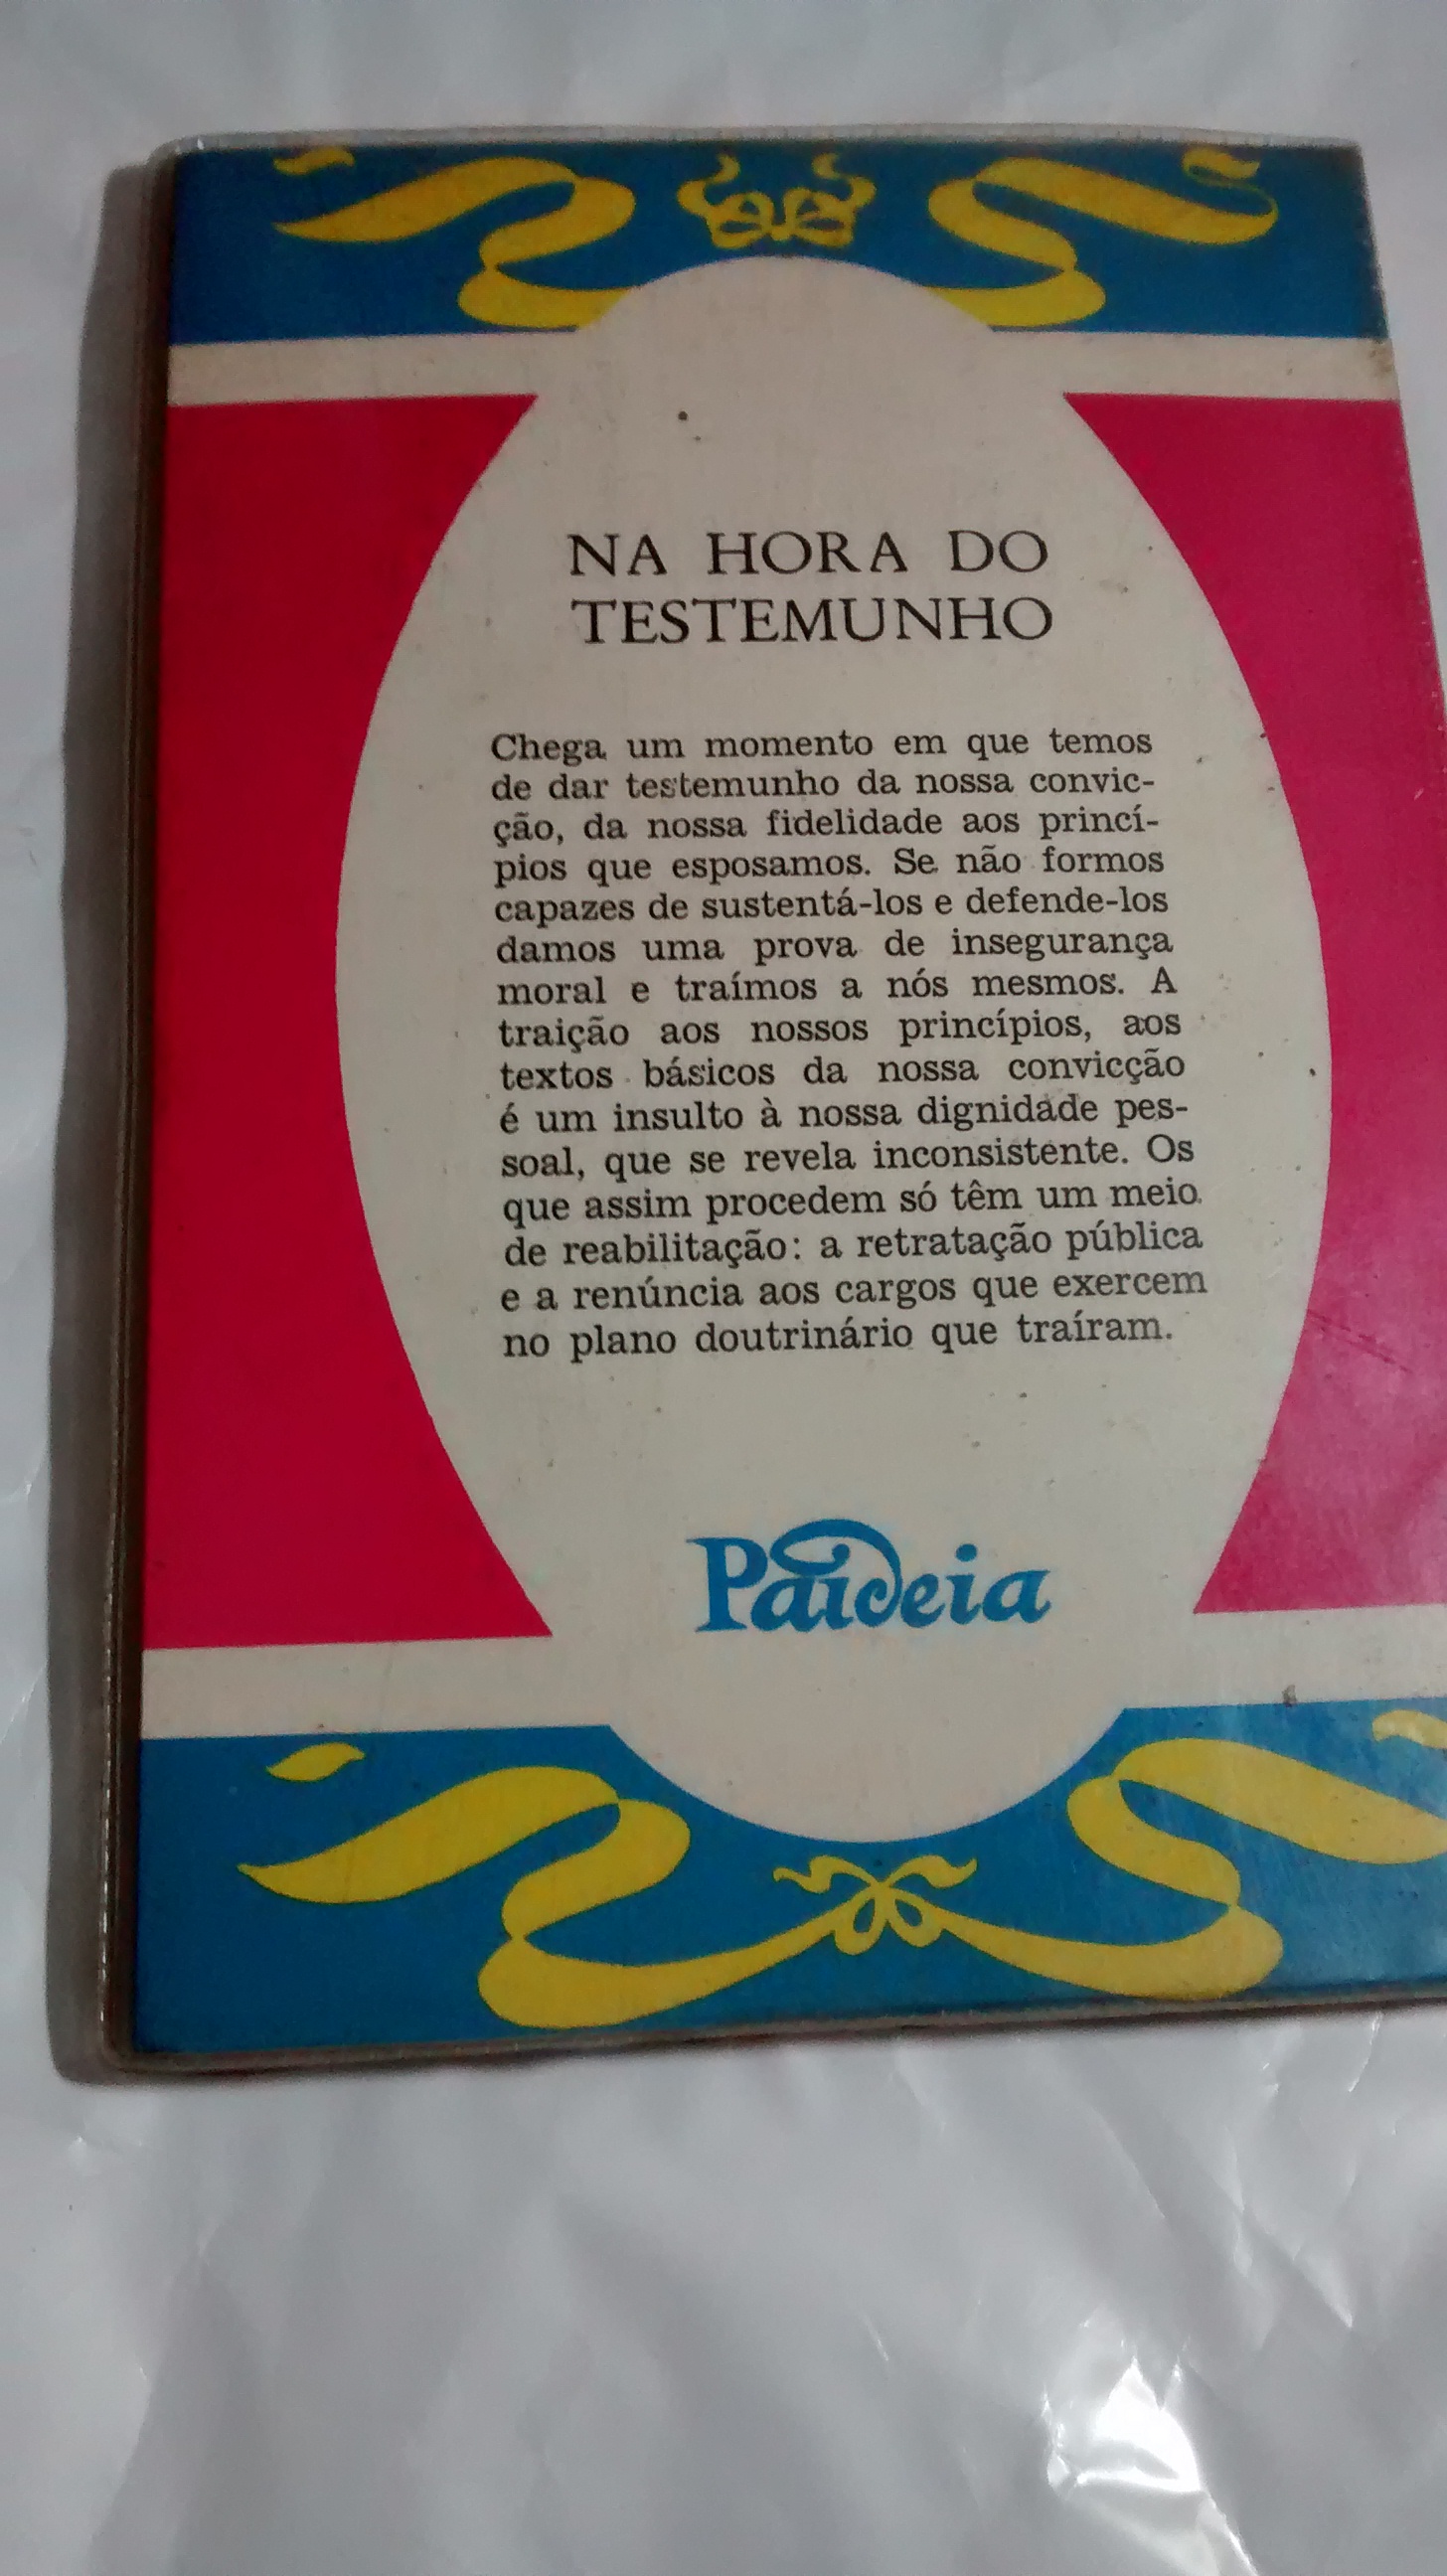 NA HORA DO
TESTEMUNHO
Chega um momento em que temos
de dar testemunho da nossa convic-
ção, da nossa fidelidade aos princí-
pios que esposamos. Se não formos
capazes de sustentá-los e defende-los
damos uma prova de insegurança
moral e traímos a nós mesmos. A
traição aos nossos princípios, aos
textos básicos da nossa convicção
é um insulto à nossa dignidade pes-
soal, que se revela inconsistente. Os
que assim procedem só têm um meio
de reabilitação: a retratação pública
e a renúncia aos cargos que exercem
no plano doutrinário que traíram.
Paideia